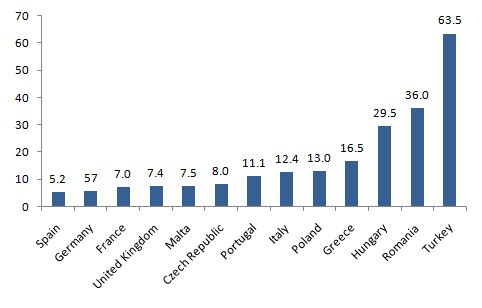 70
60
50
40
30
20
10
0
5.2
57
7.0
7.4
7.5
8.0
11.1
12.4
13.0
16.5
29.5
36.0
63.5
Spain
Germany
France
United Kingdom
Malta
Czech Republic
Portugal
Italy
Poland
Greece
Hungary
Romania
Turkey